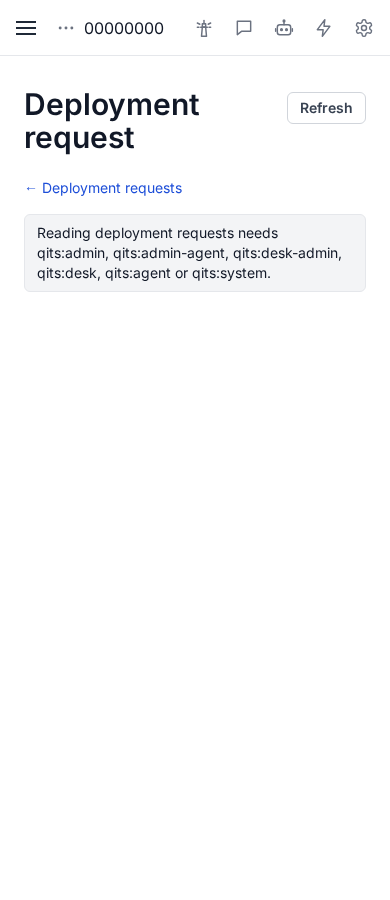 00000000
Deployment
request
Refresh
← Deployment requests
Reading deployment requests needs
qits:admin, qits:admin-agent, qits:desk-admin,
qits:desk, qits:agent or qits:system.